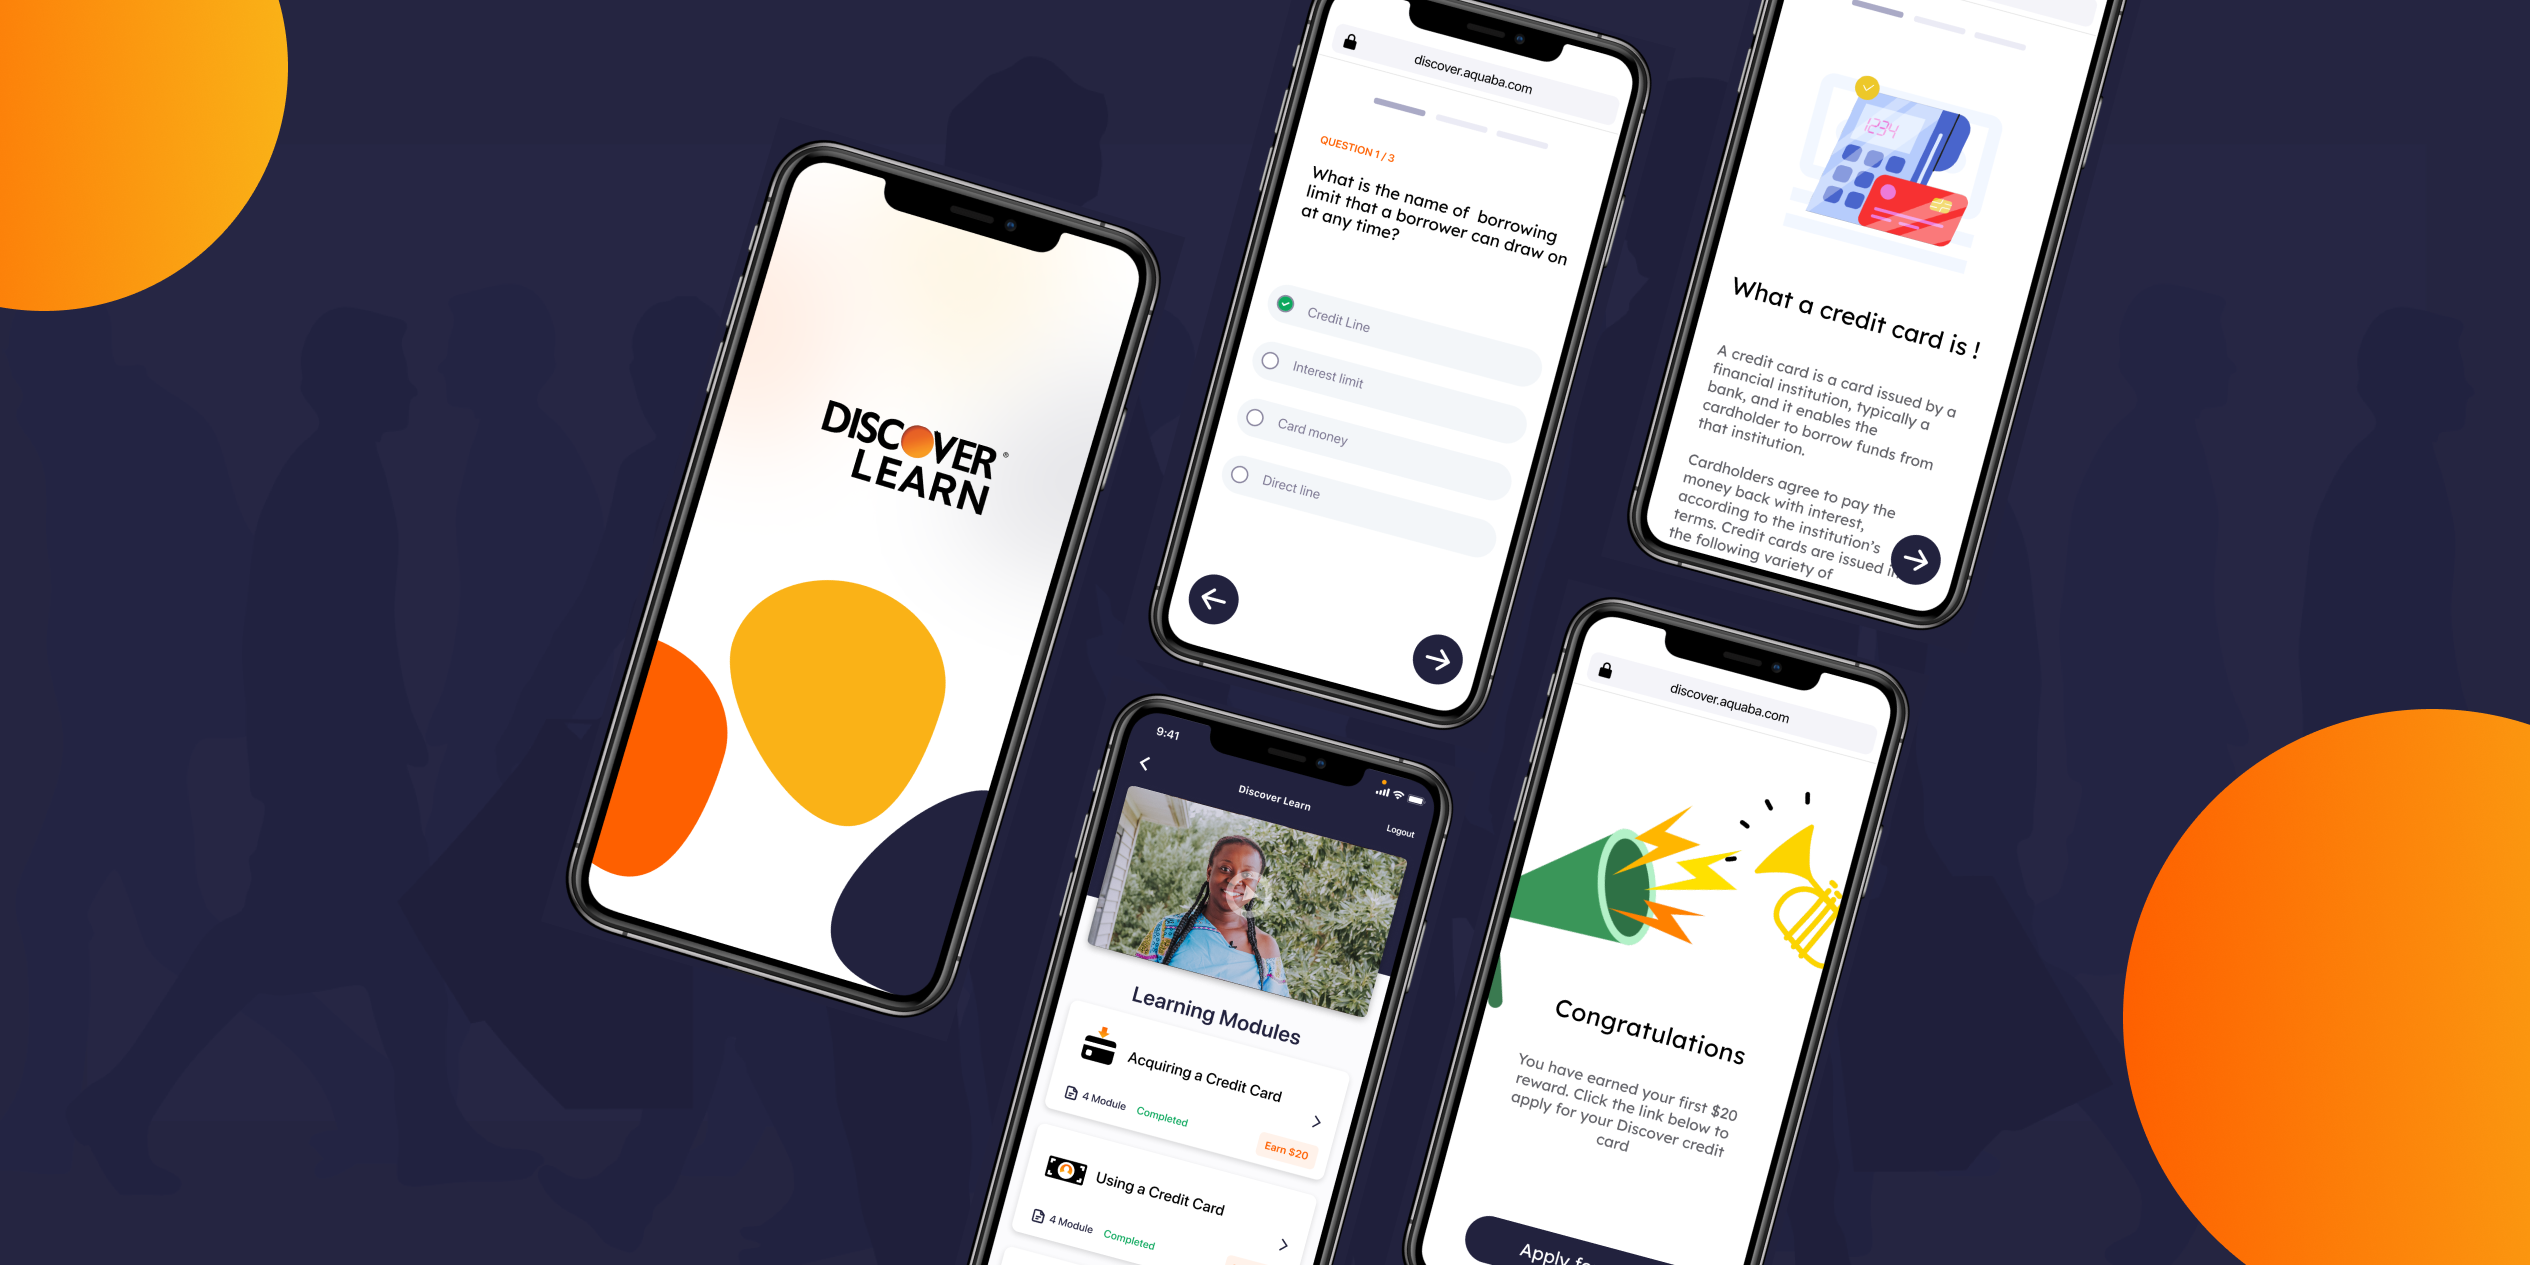 DISCOVER®
LEARN
discover.aquaba.com
QUESTION 1 / 3
What is the name of borrowing
limit that a borrower can draw on
at any time?
Credit Line
Interest limit
Card money
Direct line
1234
What a credit card is !
A credit card is a card issued by a
financial institution, typically a
bank, and it enables the
cardholder to borrow funds from
that institution.
Cardholders agree to pay the
money back with interest,
according to the institution's
terms. Credit cards are issued in
the following variety of
9:41
Discover Learn
Logout
Learning Modules
Acquiring a Credit Card
4 Module Completed
Earn $20
Using a Credit Card
4 Module Completed
discover.aquaba.com
Congratulations
You have earned your first $20
reward. Click the link below to
apply for your Discover credit
card
Apply